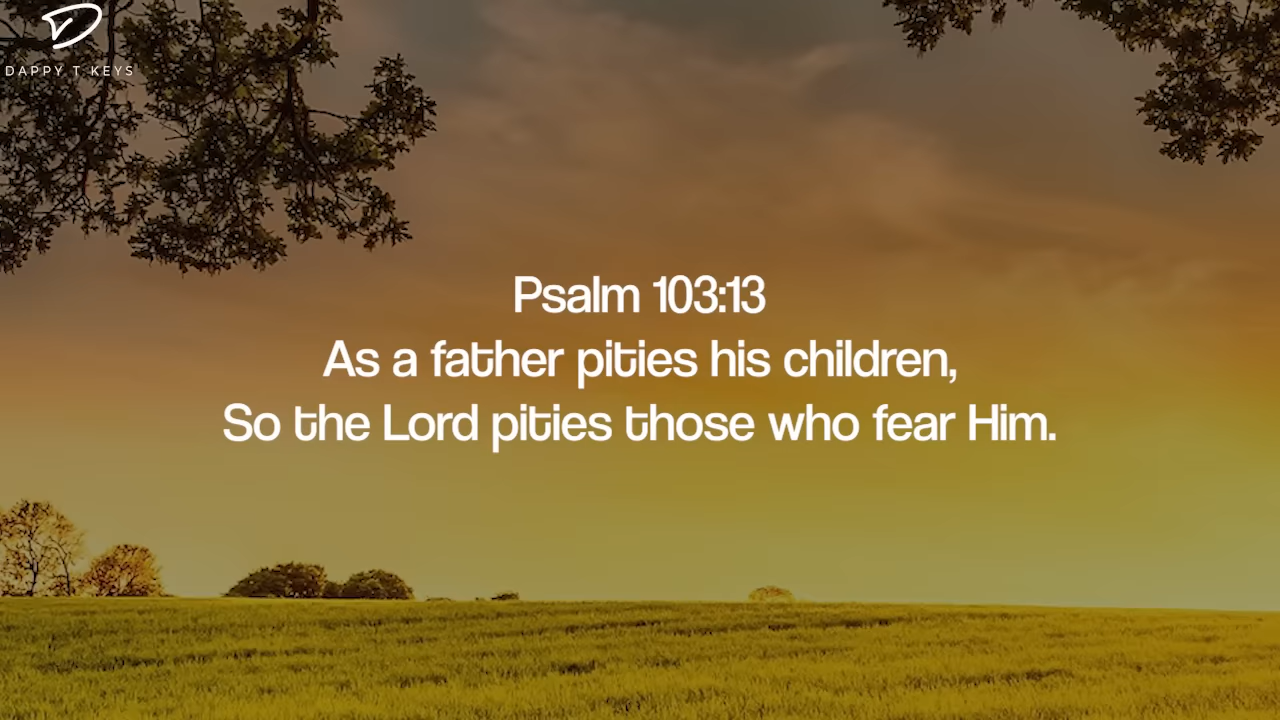 DAPPY T KEYS
Psalm 103:13
As a father pities his children,
So the Lord pities those who fear Him.